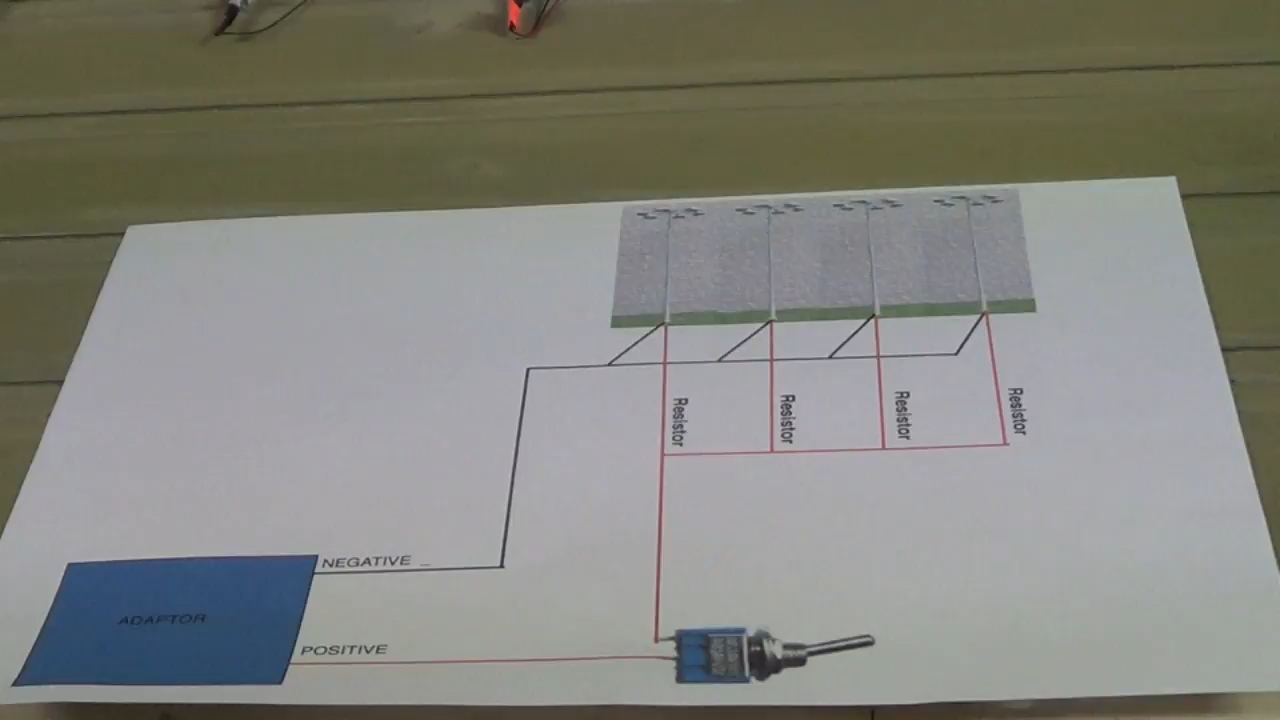 Resistor
Resistor
Resistor
Resistor
NEGATIVE _
ADAPTOR
POSITIVE